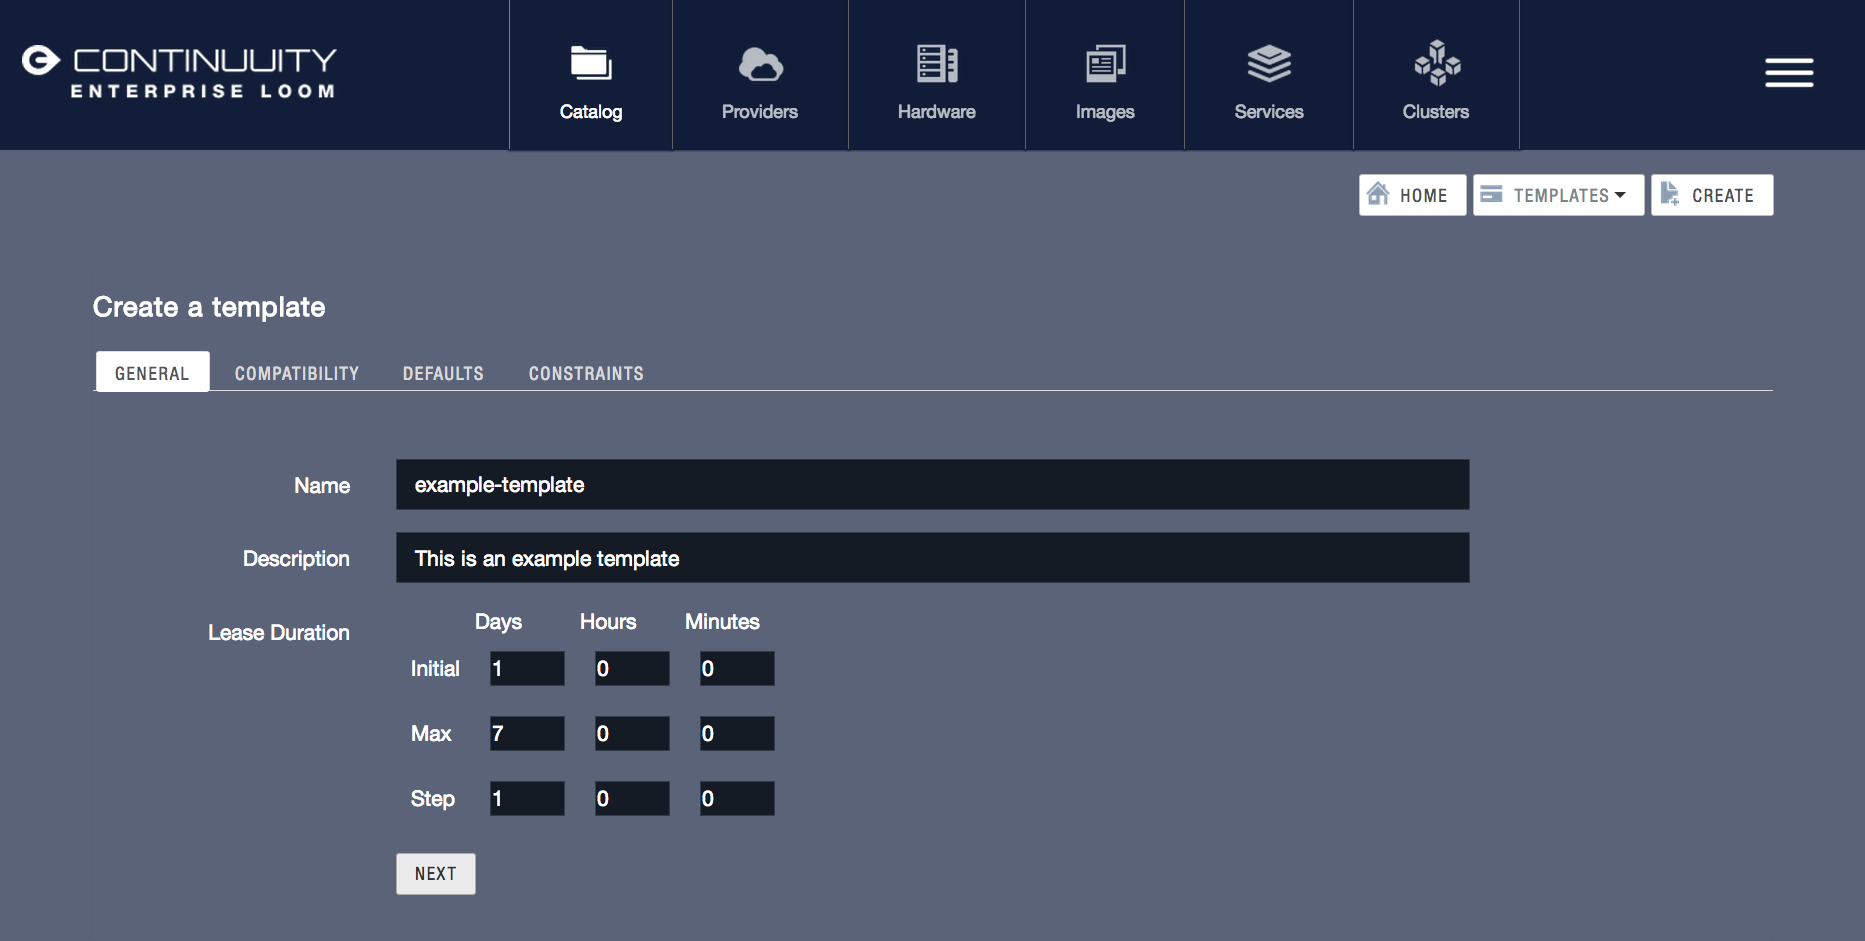 CONTINUUITY
ENTERPRISE LOOM
Catalog
Providers
Hardware
Images
Services
Clusters
HOME
TEMPLATES
CREATE
Create a template
GENERAL
COMPATIBILITY
DEFAULTS
CONSTRAINTS
Name
example-template
Description
This is an example template
Lease Duration
Days Hours Minutes
Initial 1 0 0
Max 7 0 0
Step 1 0 0
NEXT